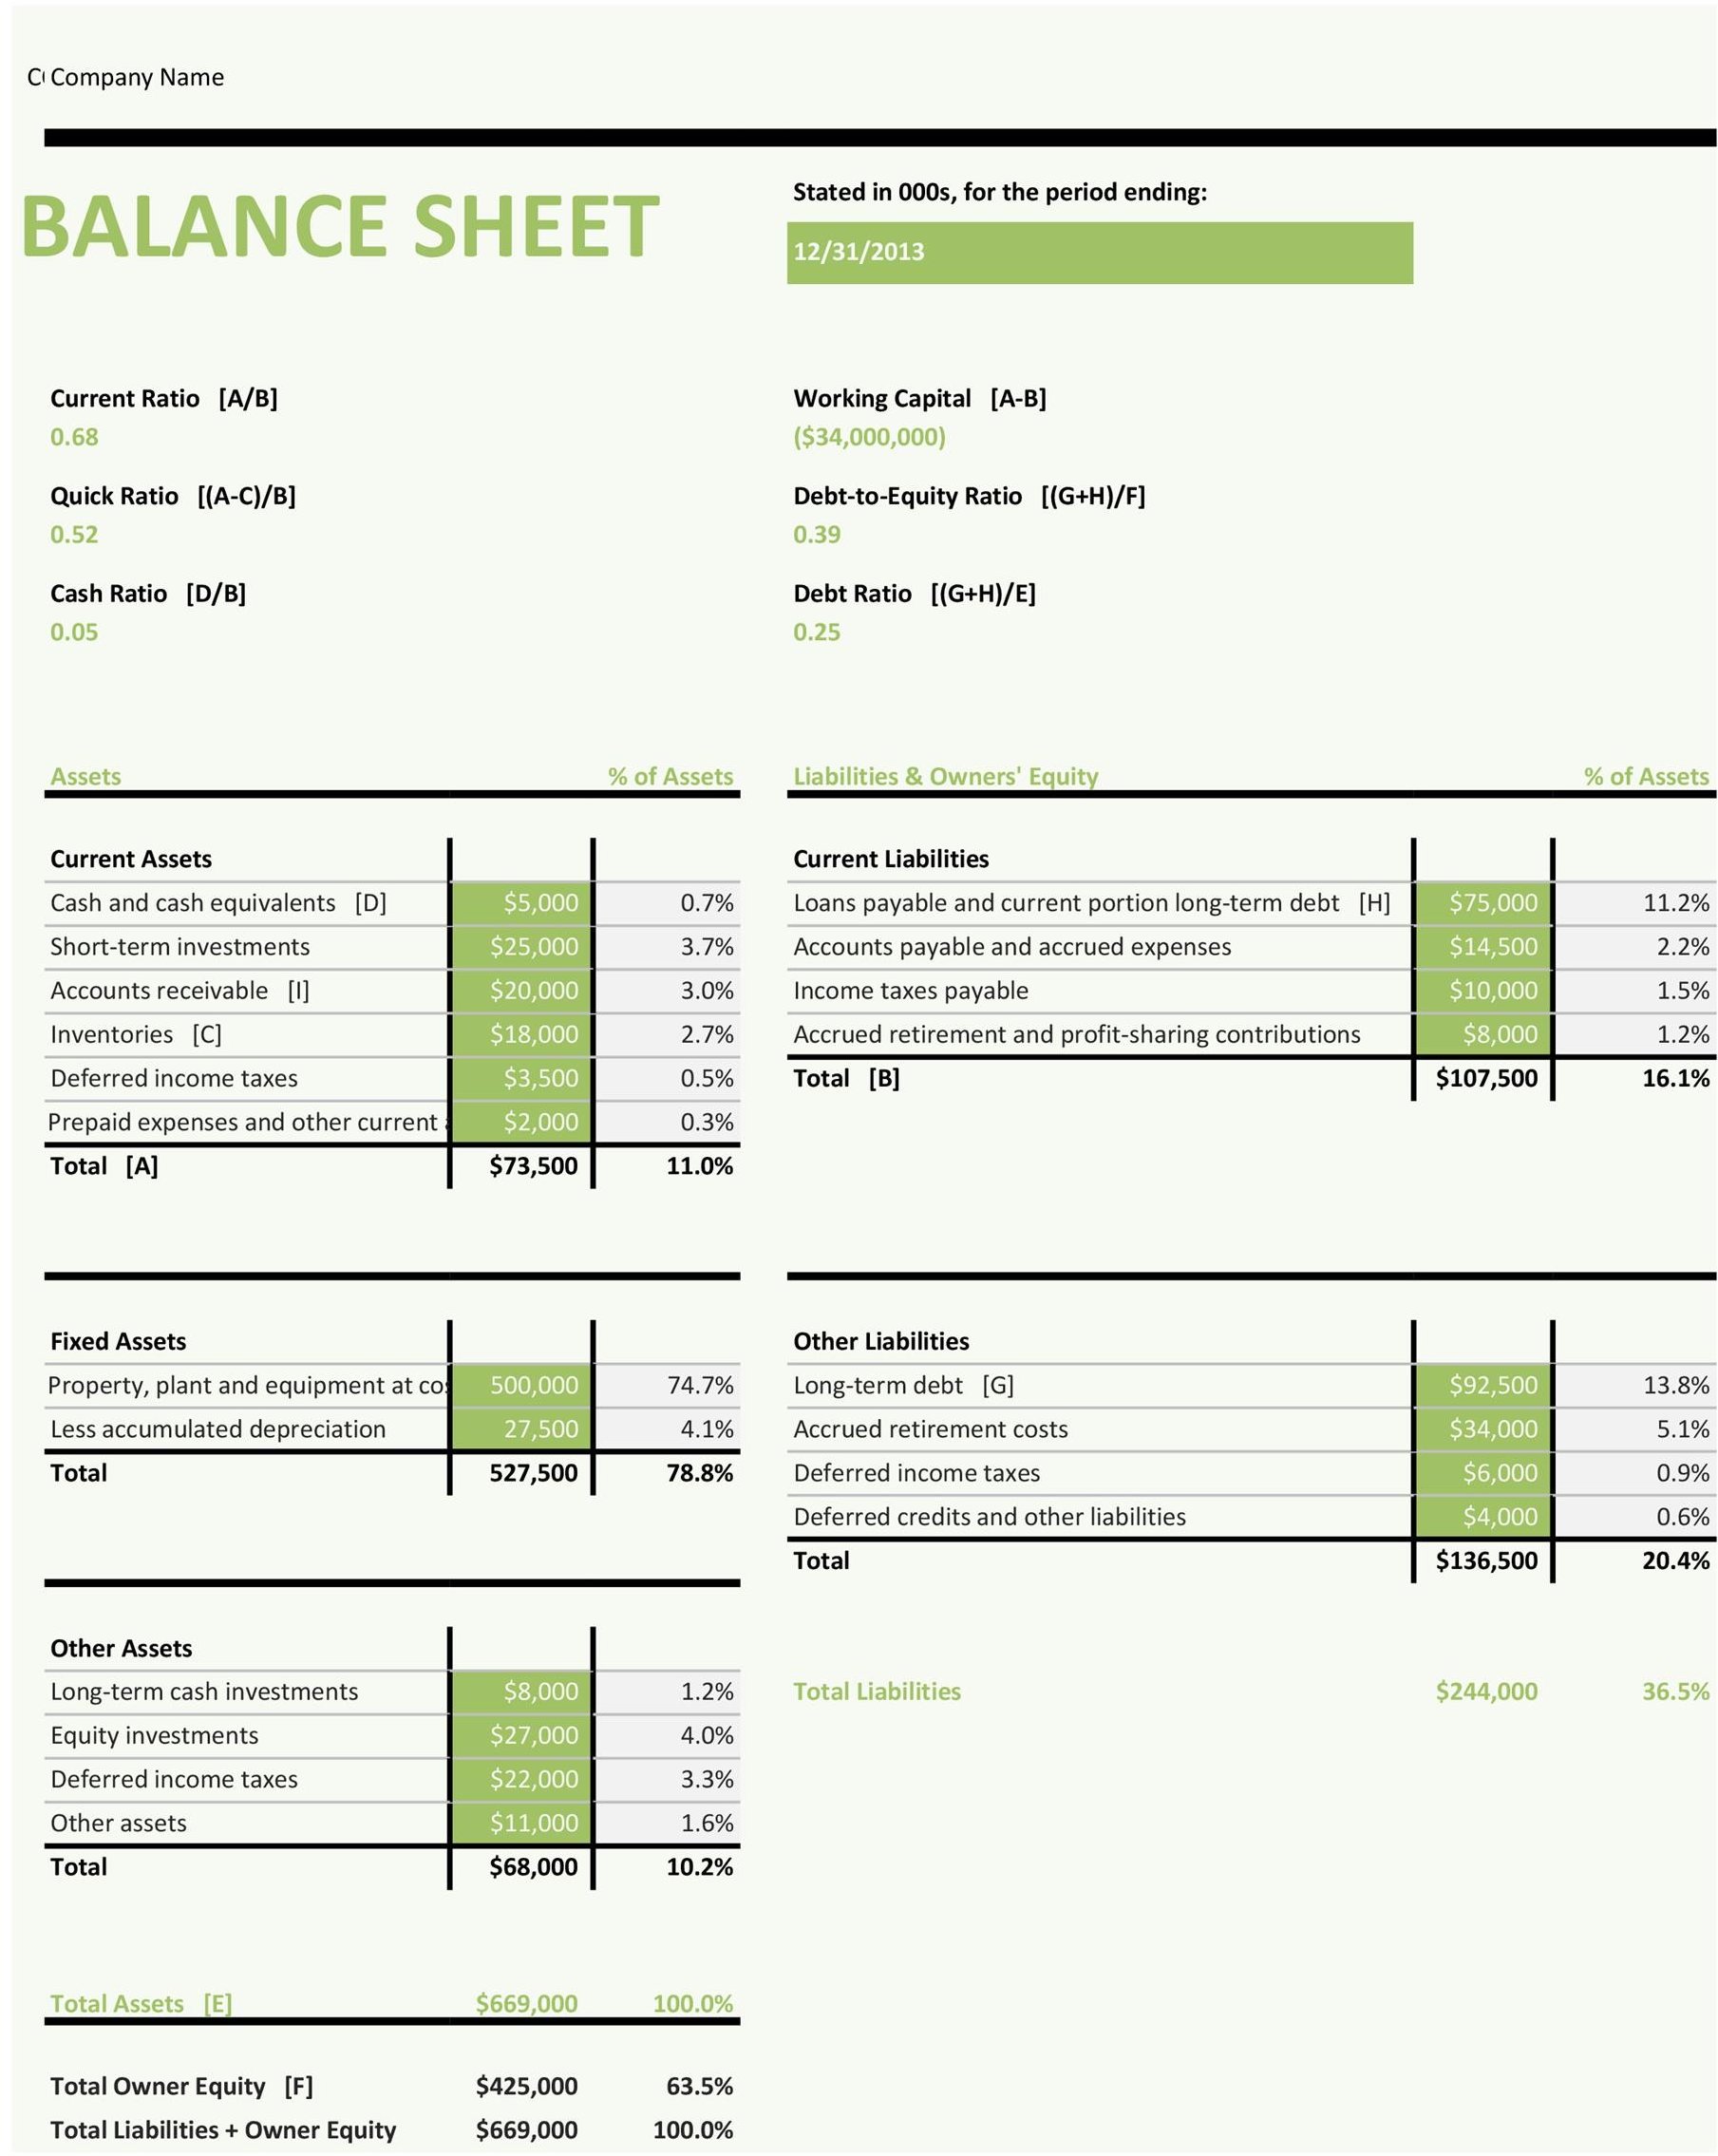 Company Name
BALANCE SHEET
Stated in 000s, for the period ending:
12/31/2013
Current Ratio [A/B]
0.68
Quick Ratio [(A-C)/B]
0.52
Cash Ratio [D/B]
0.05
Working Capital [A-B]
($34,000,000)
Debt-to-Equity Ratio [(G+H)/F]
0.39
Debt Ratio [(G+H)/E]
0.25
Assets % of Assets
Current Assets
Cash and cash equivalents [D] $5,000 0.7%
Short-term investments $25,000 3.7%
Accounts receivable [I] $20,000 3.0%
Inventories [C] $18,000 2.7%
Deferred income taxes $3,500 0.5%
Prepaid expenses and other current $2,000 0.3%
Total [A] $73,500 11.0%
Fixed Assets
Property, plant and equipment at cos 500,000 74.7%
Less accumulated depreciation 27,500 4.1%
Total 527,500 78.8%
Other Assets
Long-term cash investments $8,000 1.2%
Equity investments $27,000 4.0%
Deferred income taxes $22,000 3.3%
Other assets $11,000 1.6%
Total $68,000 10.2%
Total Assets [E] $669,000 100.0%
Total Owner Equity [F] $425,000 63.5%
Total Liabilities + Owner Equity $669,000 100.0%
Liabilities & Owners' Equity % of Assets
Current Liabilities
Loans payable and current portion long-term debt [H] $75,000 11.2%
Accounts payable and accrued expenses $14,500 2.2%
Income taxes payable $10,000 1.5%
Accrued retirement and profit-sharing contributions $8,000 1.2%
Total [B] $107,500 16.1%
Other Liabilities
Long-term debt [G] $92,500 13.8%
Accrued retirement costs $34,000 5.1%
Deferred income taxes $6,000 0.9%
Deferred credits and other liabilities $4,000 0.6%
Total $136,500 20.4%
Total Liabilities $244,000 36.5%